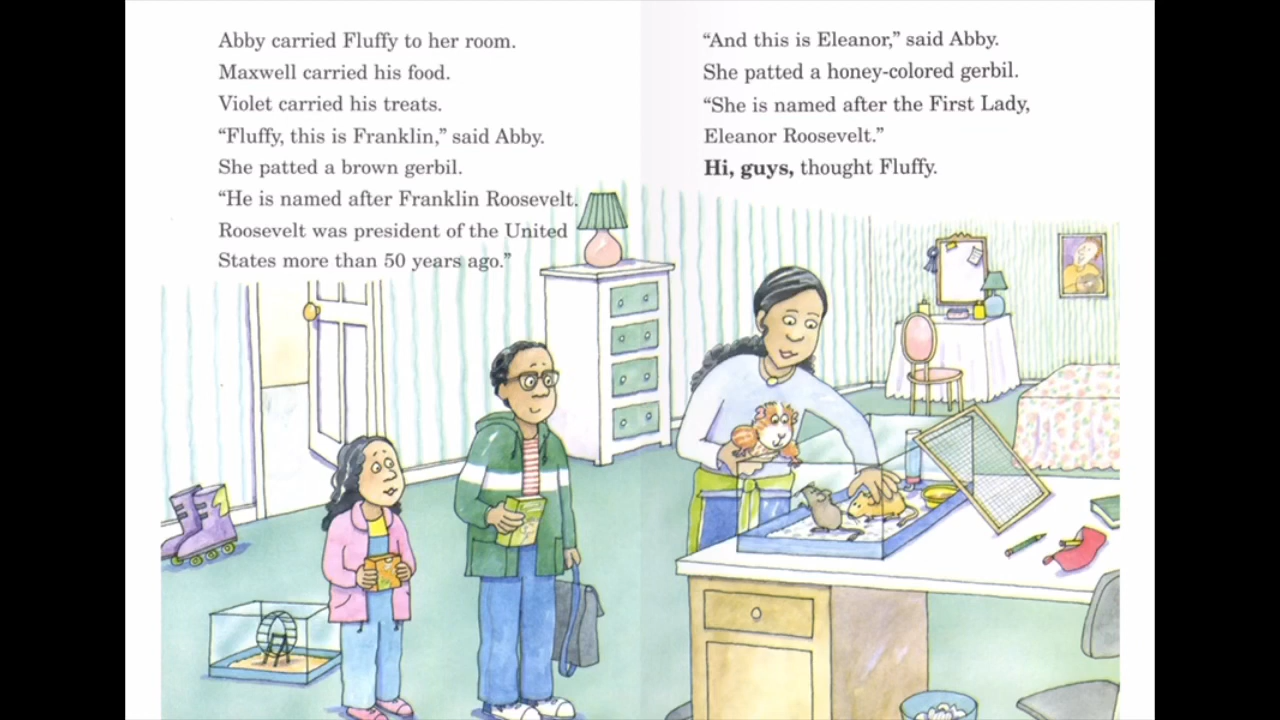 Abby carried Fluffy to her room.
Maxwell carried his food.
Violet carried his treats.
“Fluffy, this is Franklin,” said Abby.
She patted a brown gerbil.
“He is named after Franklin Roosevelt.
Roosevelt was president of the United
States more than 50 years ago.”
“And this is Eleanor,” said Abby.
She patted a honey-colored gerbil.
“She is named after the First Lady,
Eleanor Roosevelt.”
Hi, guys, thought Fluffy.